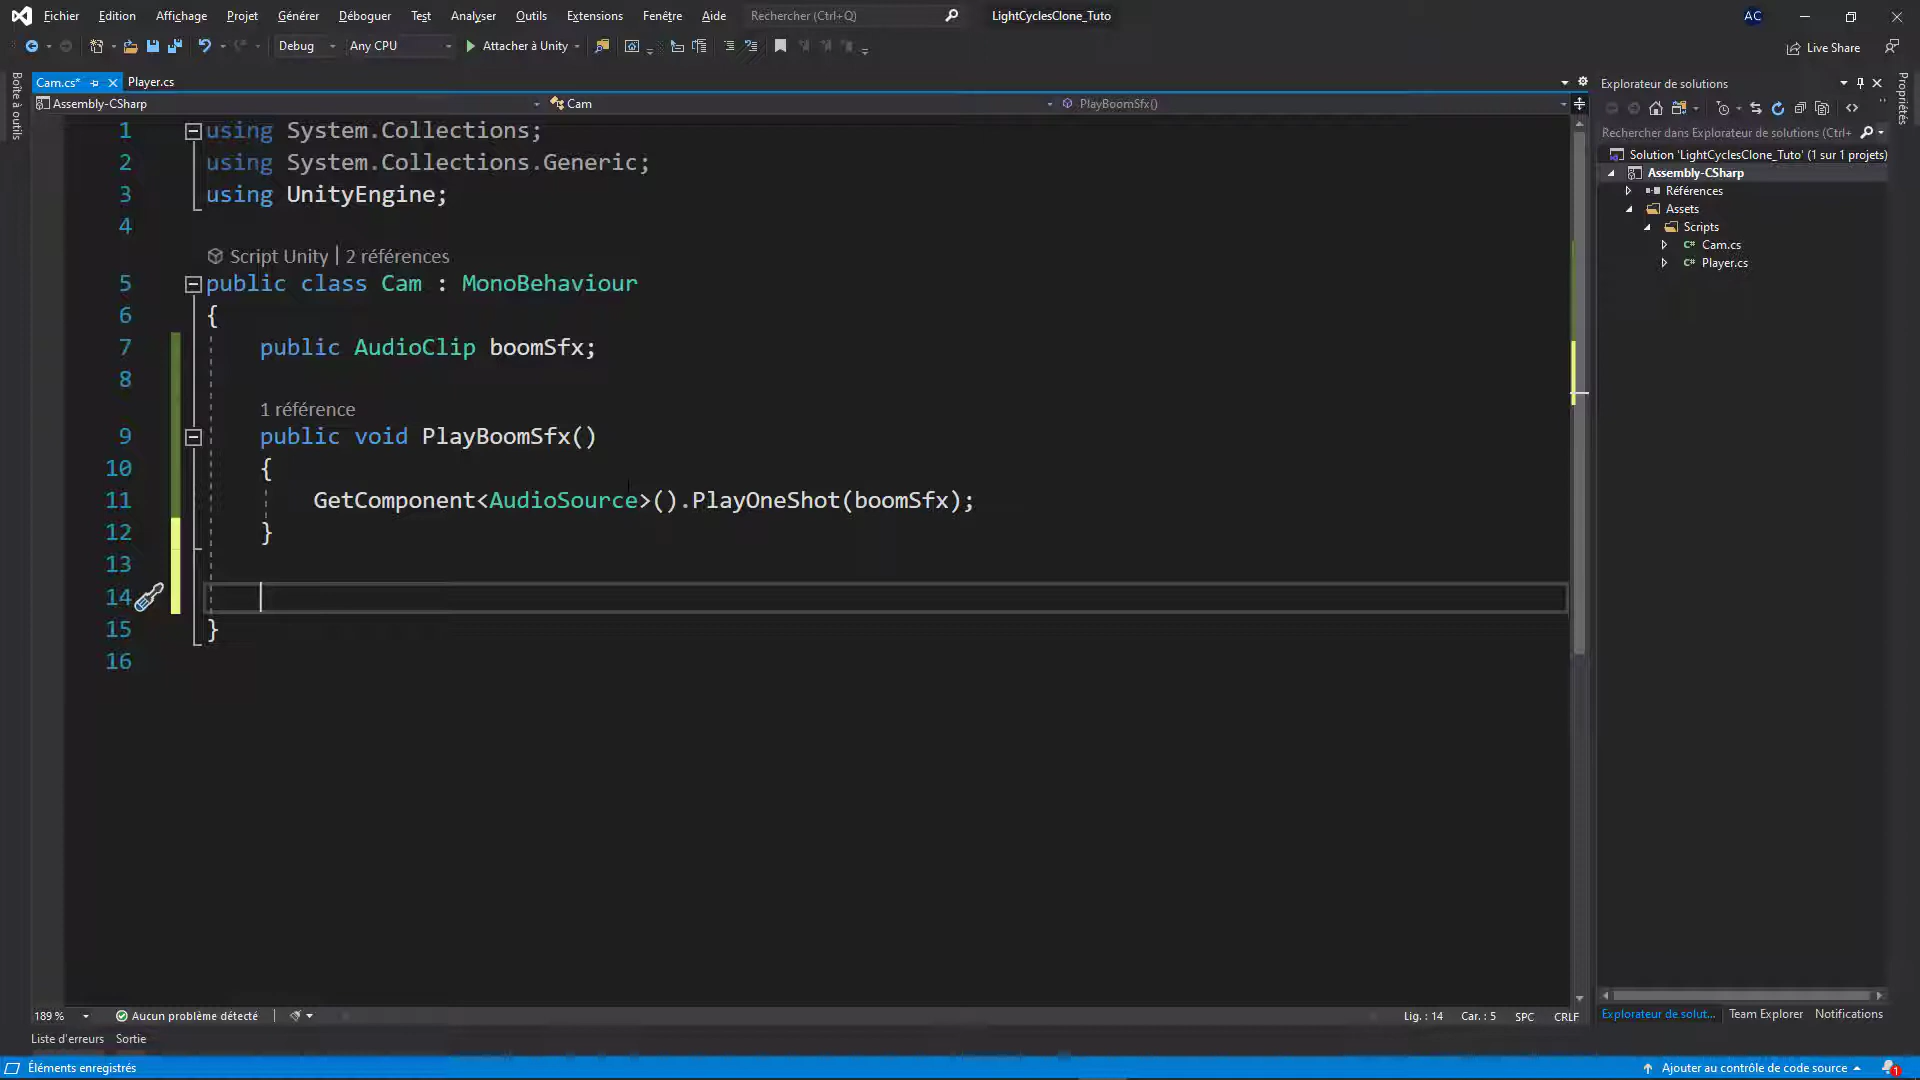 Fichier Edition Affichage Projet Générer Déboguer Test Analyser Outils Extensions Fenêtre Aide Rechercher (Ctrl+Q) LightCyclesClone_Tuto AC
Debug Any CPU Attacher à Unity Live Share
Boîte à outils
Cam.cs* Player.cs
Assembly-CSharp Cam PlayBoomSfx()
1 using System.Collections;
2 using System.Collections.Generic;
3 using UnityEngine;
4
Script Unity | 2 références
5 public class Cam : MonoBehaviour
6 {
7 public AudioClip boomSfx;
8
1 référence
9 public void PlayBoomSfx()
10 {
11 GetComponent<AudioSource>().PlayOneShot(boomSfx);
12 }
13
14
15 }
16
189 % Aucun problème détecté Lig. : 14 Car. : 5 SPC CRLF
Explorateur de solutions
Rechercher dans Explorateur de solutions (Ctrl+
Solution 'LightCyclesClone_Tuto' (1 sur 1 projets)
Assembly-CSharp
Références
Assets
Scripts
Cam.cs
Player.cs
Propriétés
Explorateur de solut... Team Explorer Notifications
Liste d'erreurs Sortie
Éléments enregistrés Ajouter au contrôle de code source 1